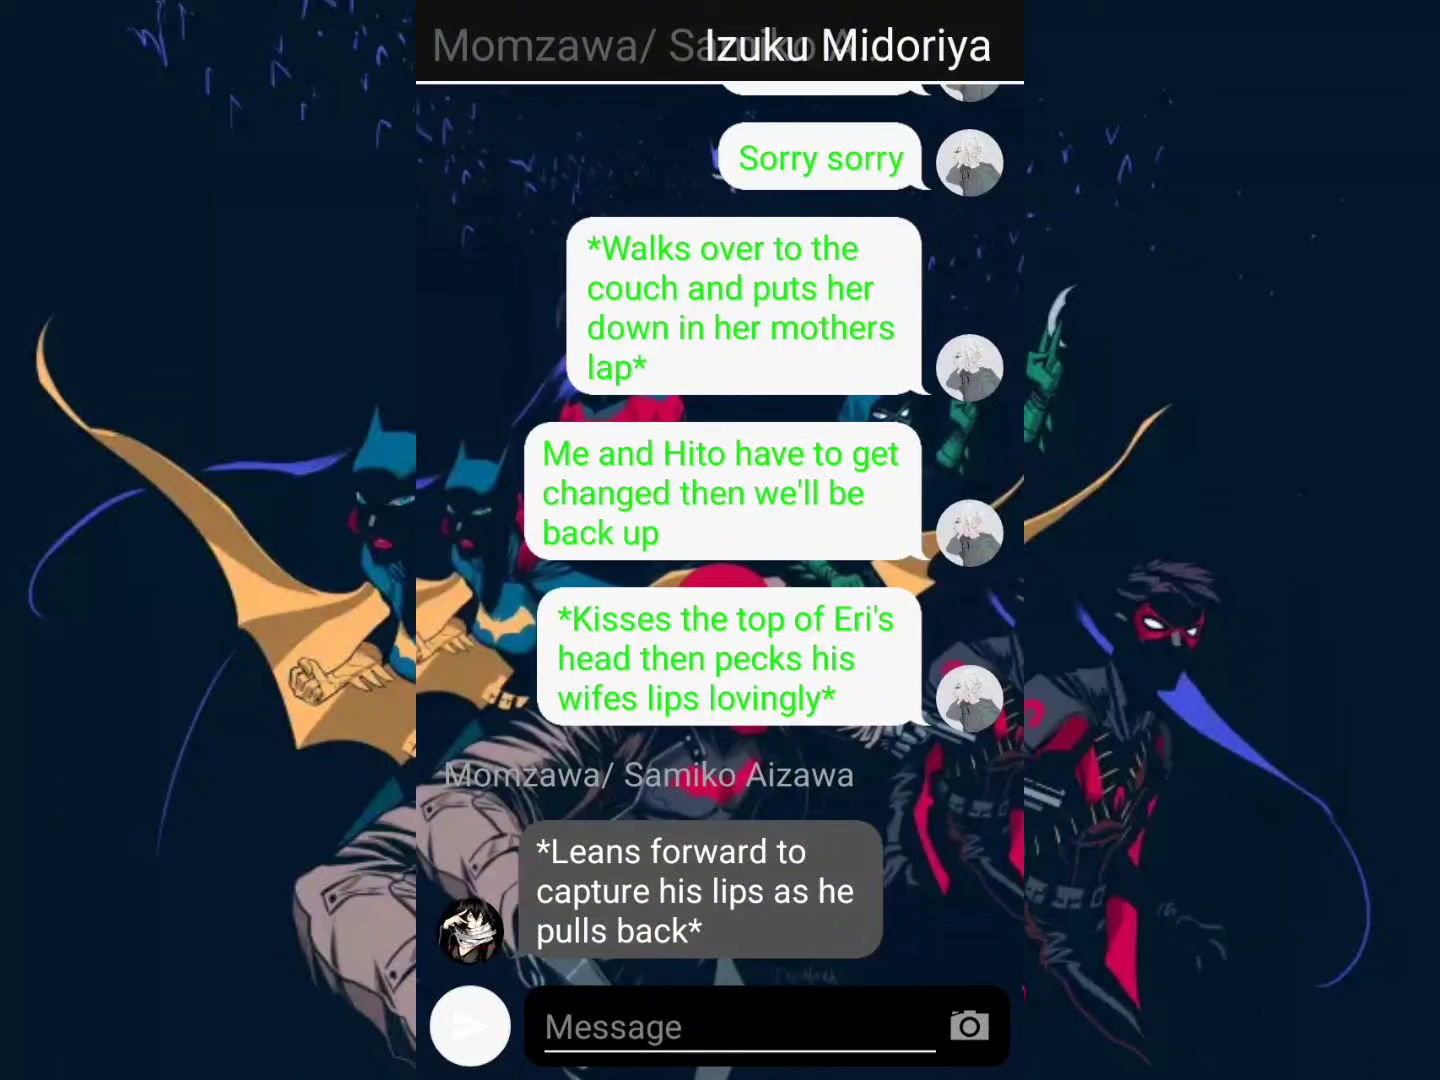 Momzawa/ Sa
Izuku Midoriya
Sorry sorry
*Walks over to the
couch and puts her
down in her mothers
lap*
Me and Hito have to get
changed then we'll be
back up
*Kisses the top of Eri's
head then pecks his
wifes lips lovingly*
Momzawa/ Samiko Aizawa
*Leans forward to
capture his lips as he
pulls back*
Message